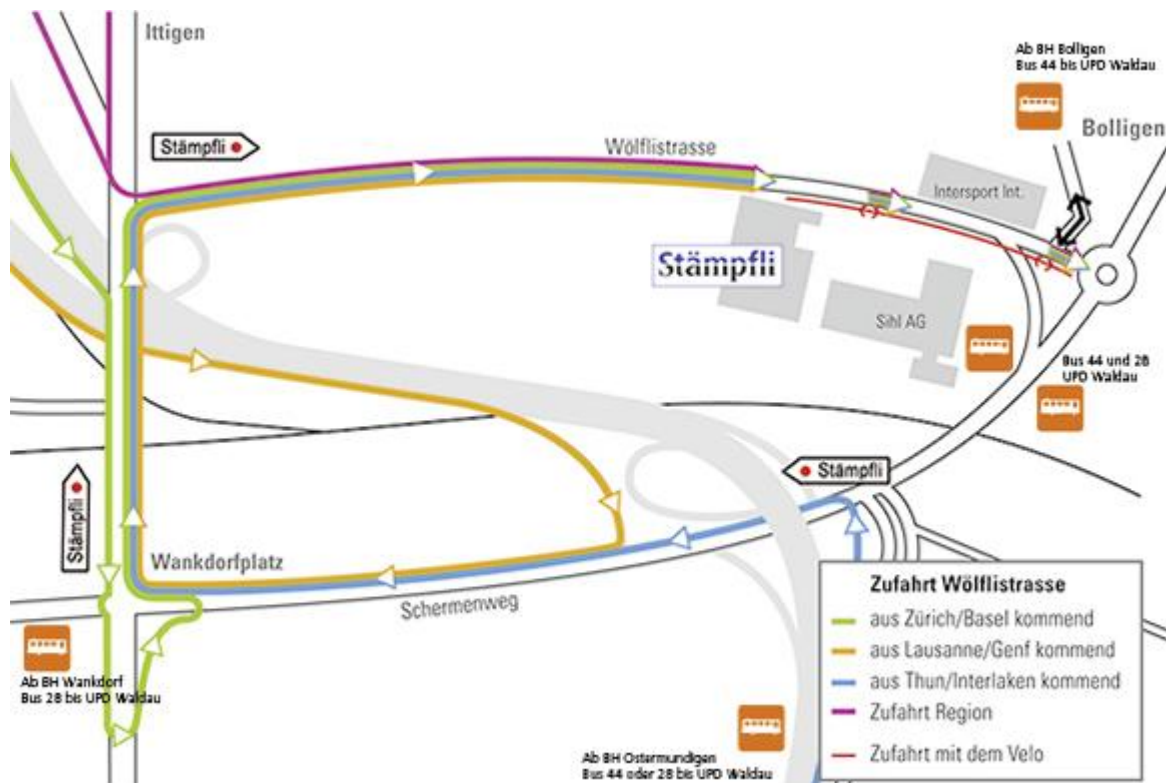 Ittigen
Ab BH Bolligen
Bus 44 bis UPD Waldau
Bolligen
Stämpfli
Wölflistrasse
Intersport Int.
Stämpfli
Sihl AG
Bus 44 und 28
UPD Waldau
Stämpfli
Stämpfli
Wankdorfplatz
Schermenweg
Ab BH Wankdorf
Bus 28 bis UPD Waldau
Ab BH Ostermundigen
Bus 44 oder 28 bis UPD Waldau
Zufahrt Wölflistrasse
aus Zürich/Basel kommend
aus Lausanne/Genf kommend
aus Thun/Interlaken kommend
Zufahrt Region
Zufahrt mit dem Velo